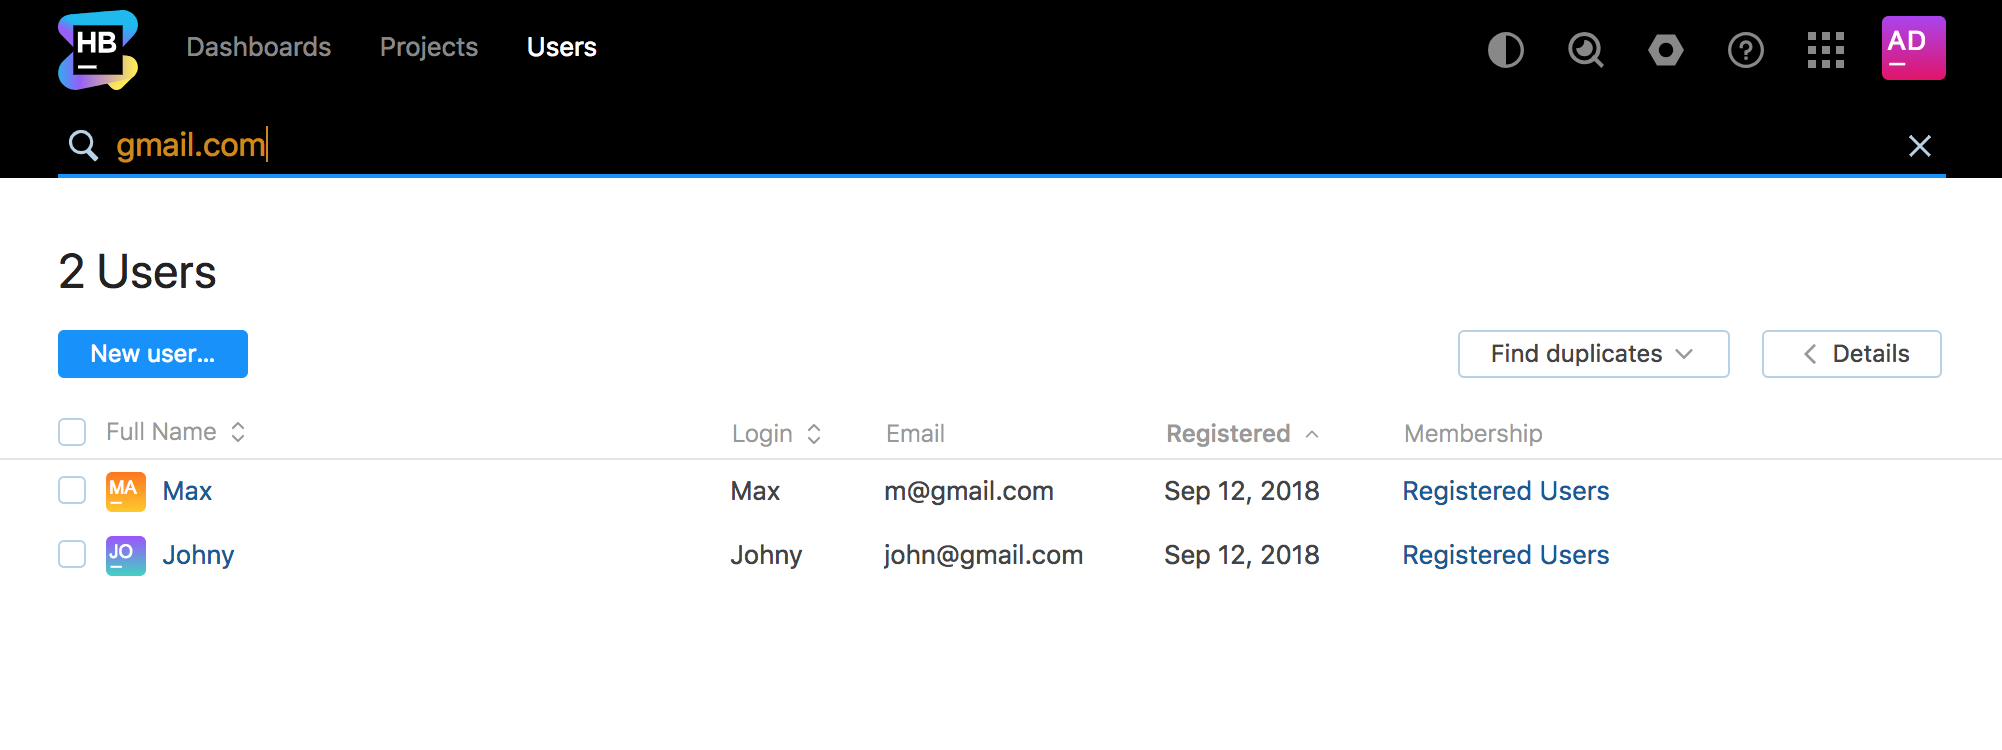 HB Dashboards Projects Users AD
gmail.com
2 Users
New user... Find duplicates Details
Full Name Login Email Registered Membership
MA Max Max m@gmail.com Sep 12, 2018 Registered Users
JO Johny Johny john@gmail.com Sep 12, 2018 Registered Users